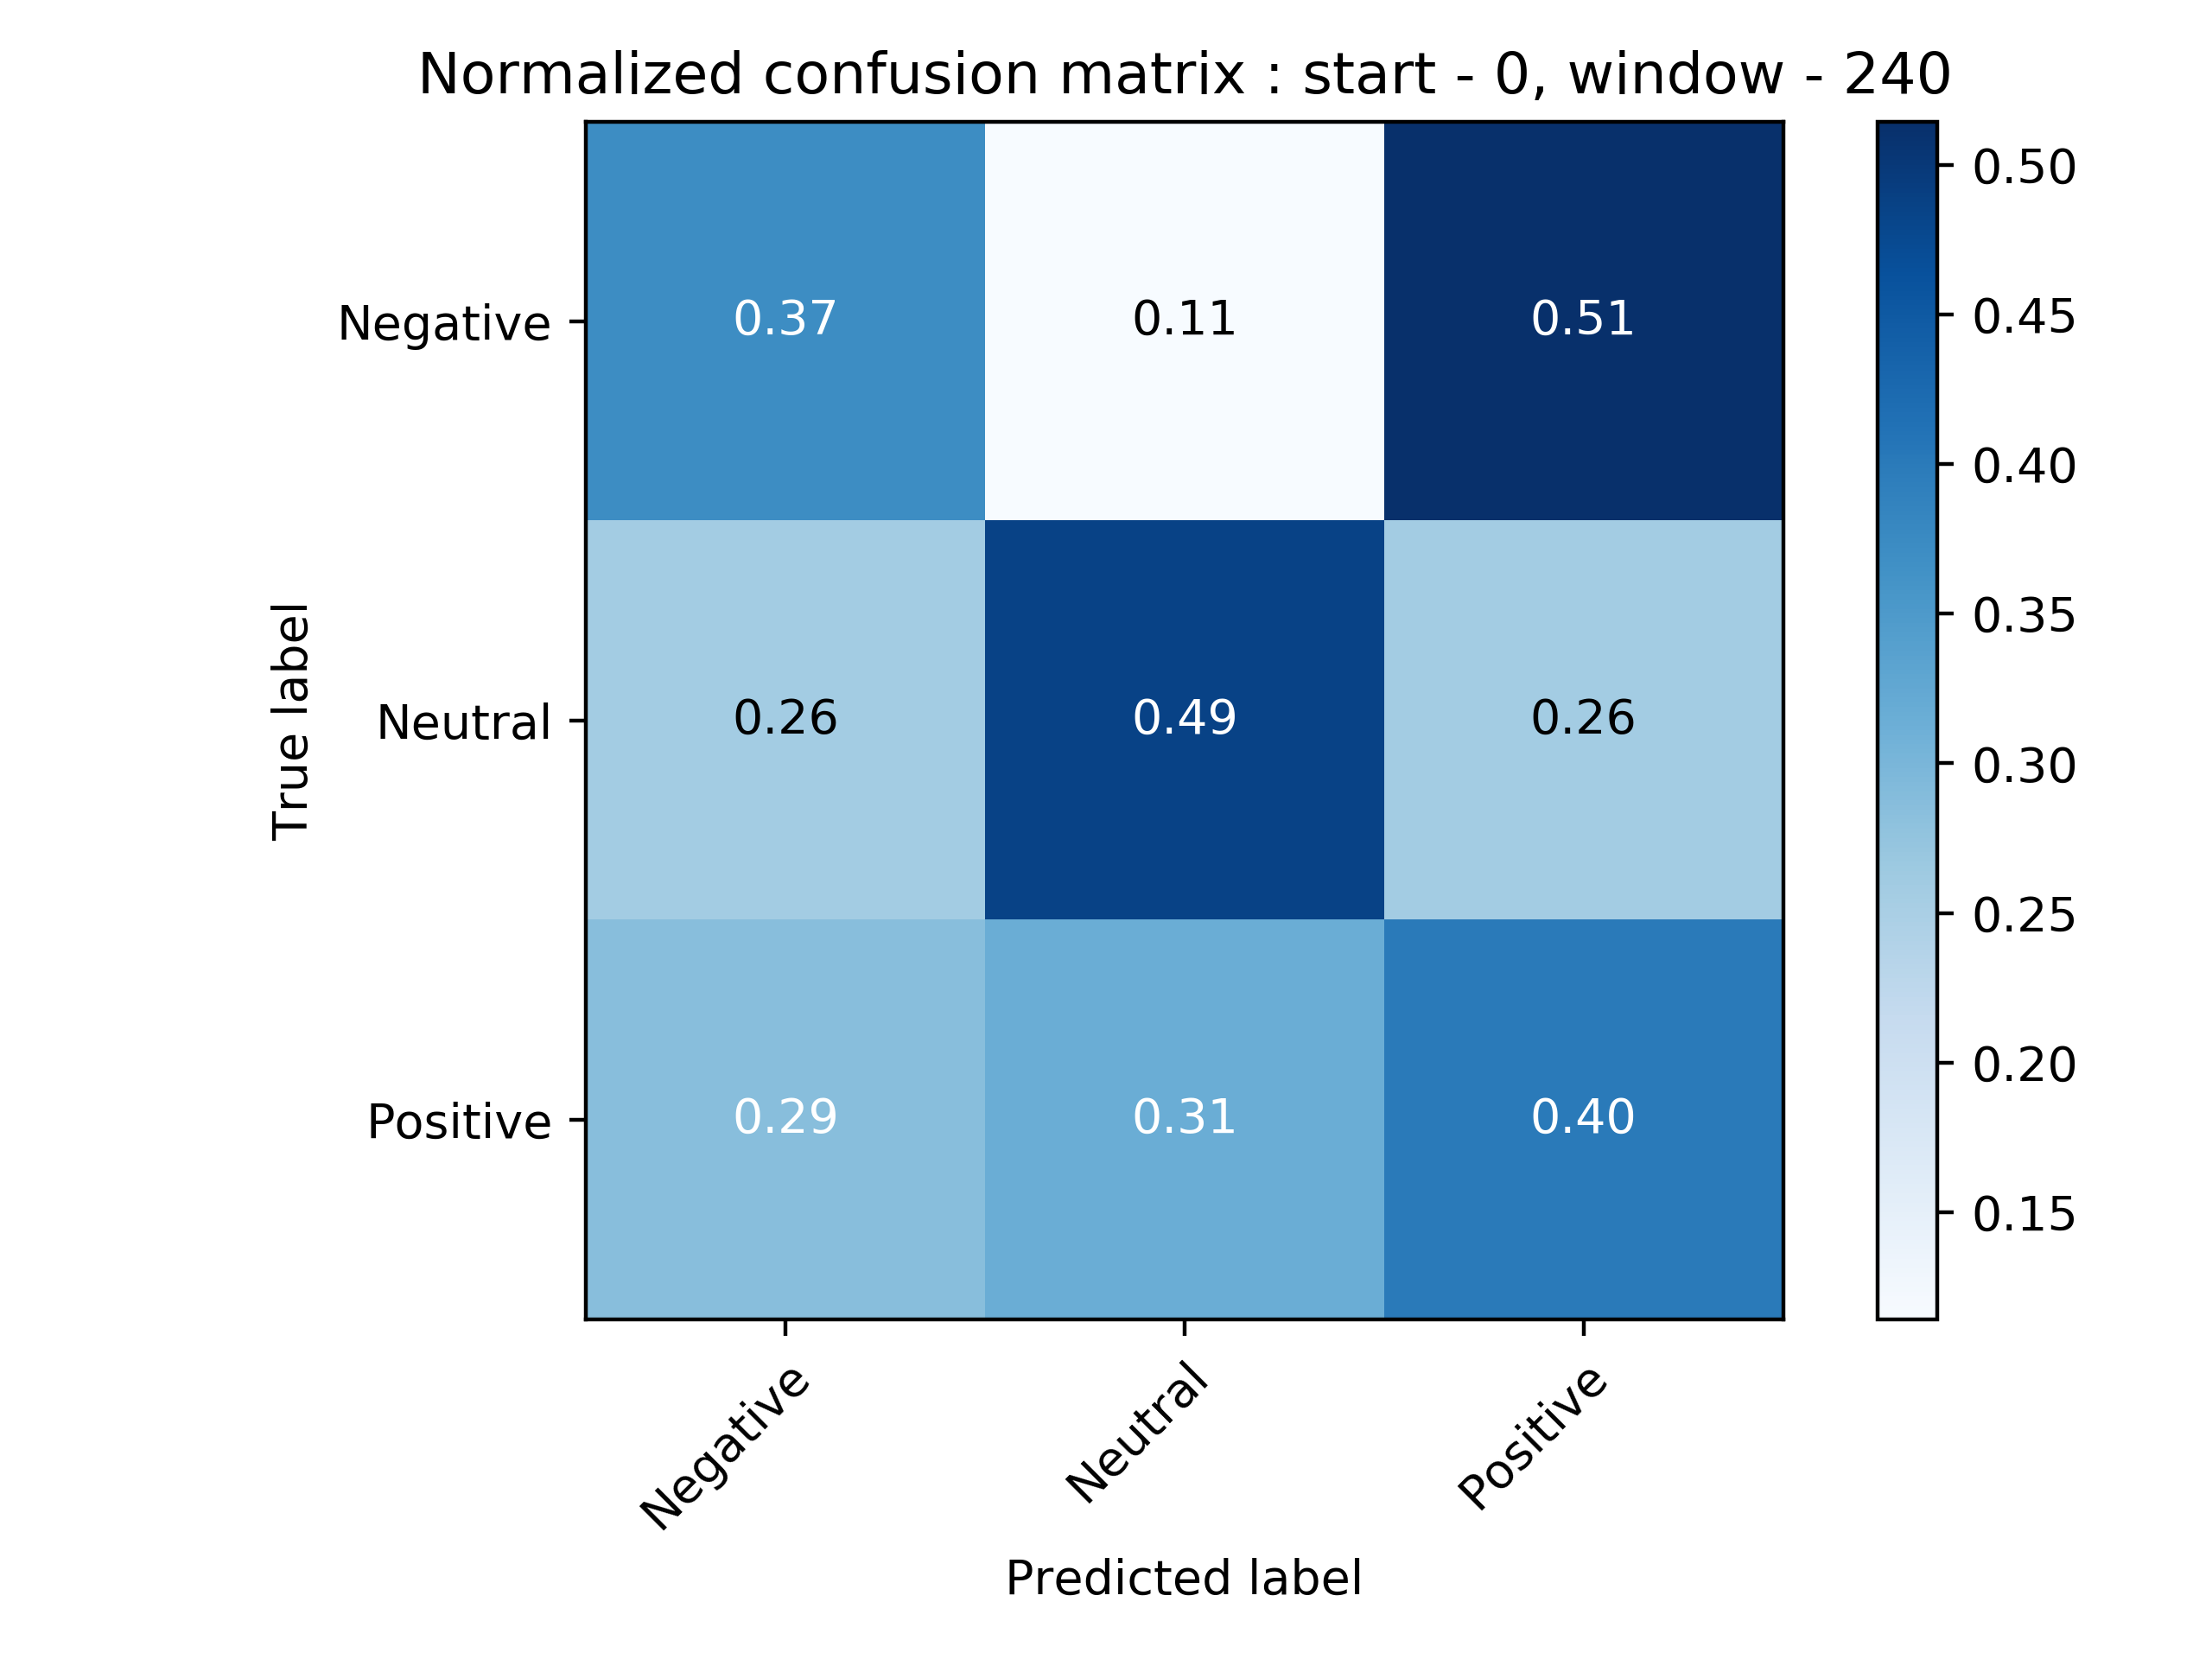 Normalized confusion matrix : start - 0, window - 240
Negative 0.37 0.11 0.51
Neutral 0.26 0.49 0.26
Positive 0.29 0.31 0.40
True label
Negative Neutral Positive
Predicted label
0.50
0.45
0.40
0.35
0.30
0.25
0.20
0.15